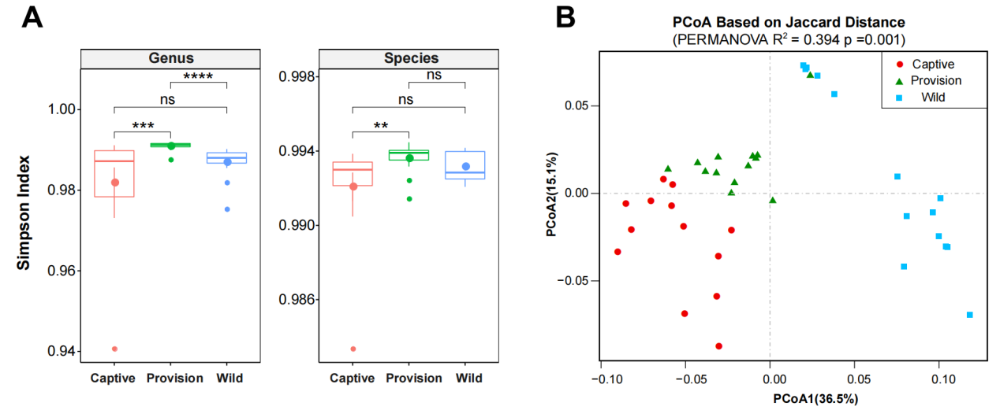 A
Genus
Species
Simpson Index
1.00
0.98
0.96
0.94
****
ns
***
Captive Provision Wild
0.998
0.994
0.990
0.986
ns
ns
**
Captive Provision Wild
B
PCoA Based on Jaccard Distance
(PERMANOVA R² = 0.394 p =0.001)
Captive
Provision
Wild
PCoA2(15.1%)
0.05
0.00
−0.05
−0.10 −0.05 0.00 0.05 0.10
PCoA1(36.5%)